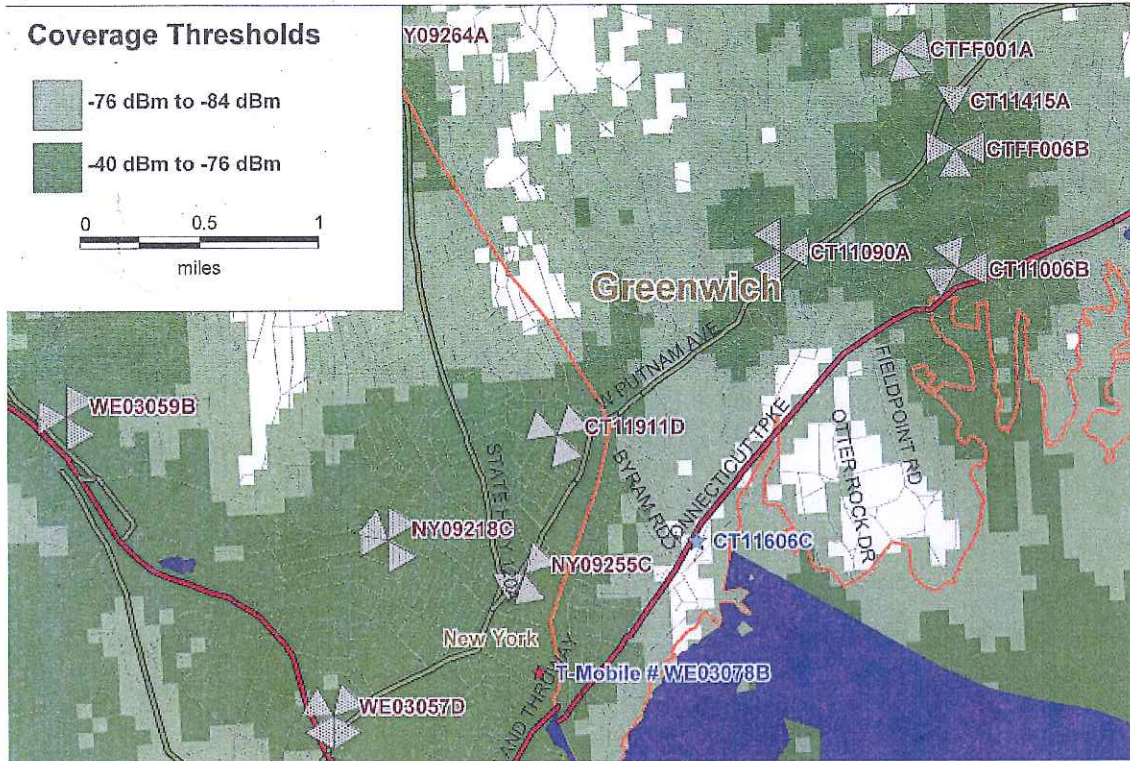 Coverage Thresholds
-76 dBm to -84 dBm
-40 dBm to -76 dBm
0 0.5 1
miles
Y09264A
CTFF001A
CT11415A
CTFF006B
CT11090A
CT11006B
Greenwich
PUTNAM AVE
FIELDPOINT RD
WE03059B
CT11911D
OTTER ROCK DR
BYRAM RD
ONNECTICUT TPKE
NY09218C
CT11606C
NY09255C
New York
T-Mobile # WE03078B
WE03057D
AND THRUWAY